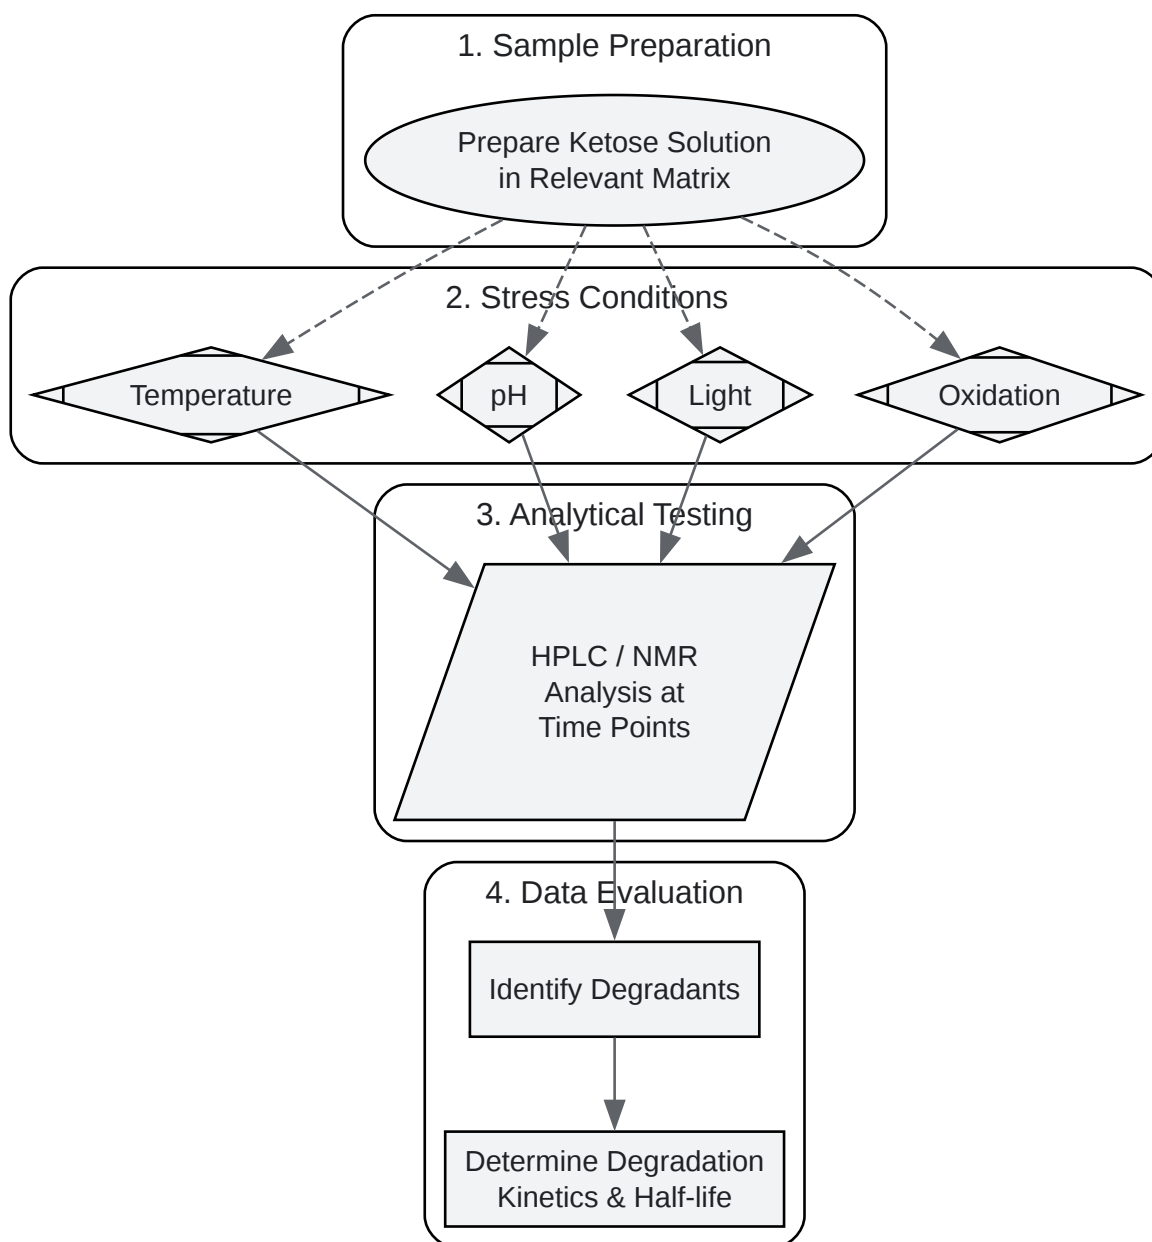 1. Sample Preparation
Prepare Ketose Solution
in Relevant Matrix
2. Stress Conditions
Temperature
pH
Light
Oxidation
3. Analytical Testing
HPLC / NMR
Analysis at
Time Points
4. Data Evaluation
Identify Degradants
Determine Degradation
Kinetics & Half-life